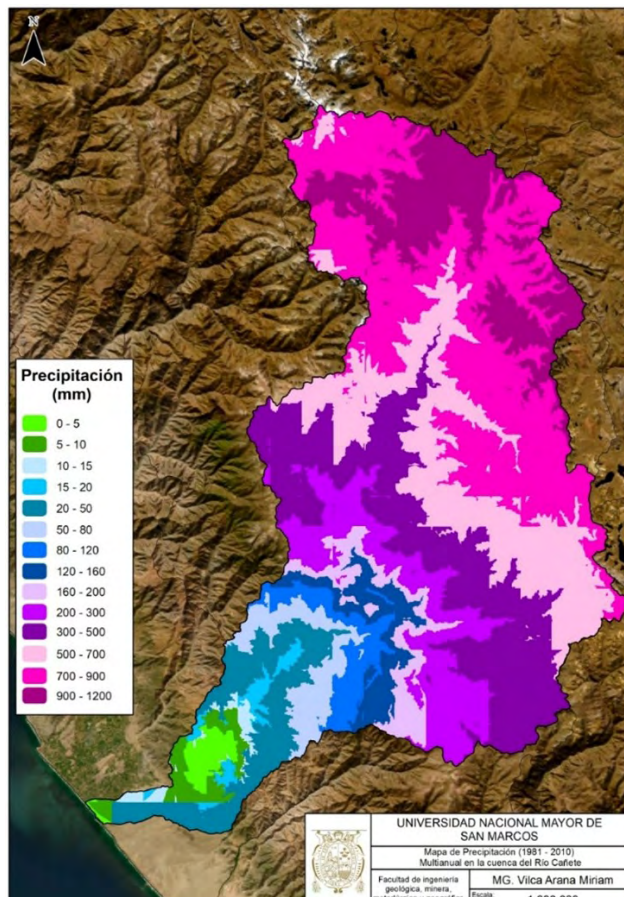 N
Precipitación
(mm)
0 - 5
5 - 10
10 - 15
15 - 20
20 - 50
50 - 80
80 - 120
120 - 160
160 - 200
200 - 300
300 - 500
500 - 700
700 - 900
900 - 1200
UNIVERSIDAD NACIONAL MAYOR DE
SAN MARCOS
Mapa de Precipitación (1981 - 2010)
Multianual en la cuenca del Río Cañete
Facultad de ingenieria
geológica, minera,
MG. Vilca Arana Miriam
Escala: